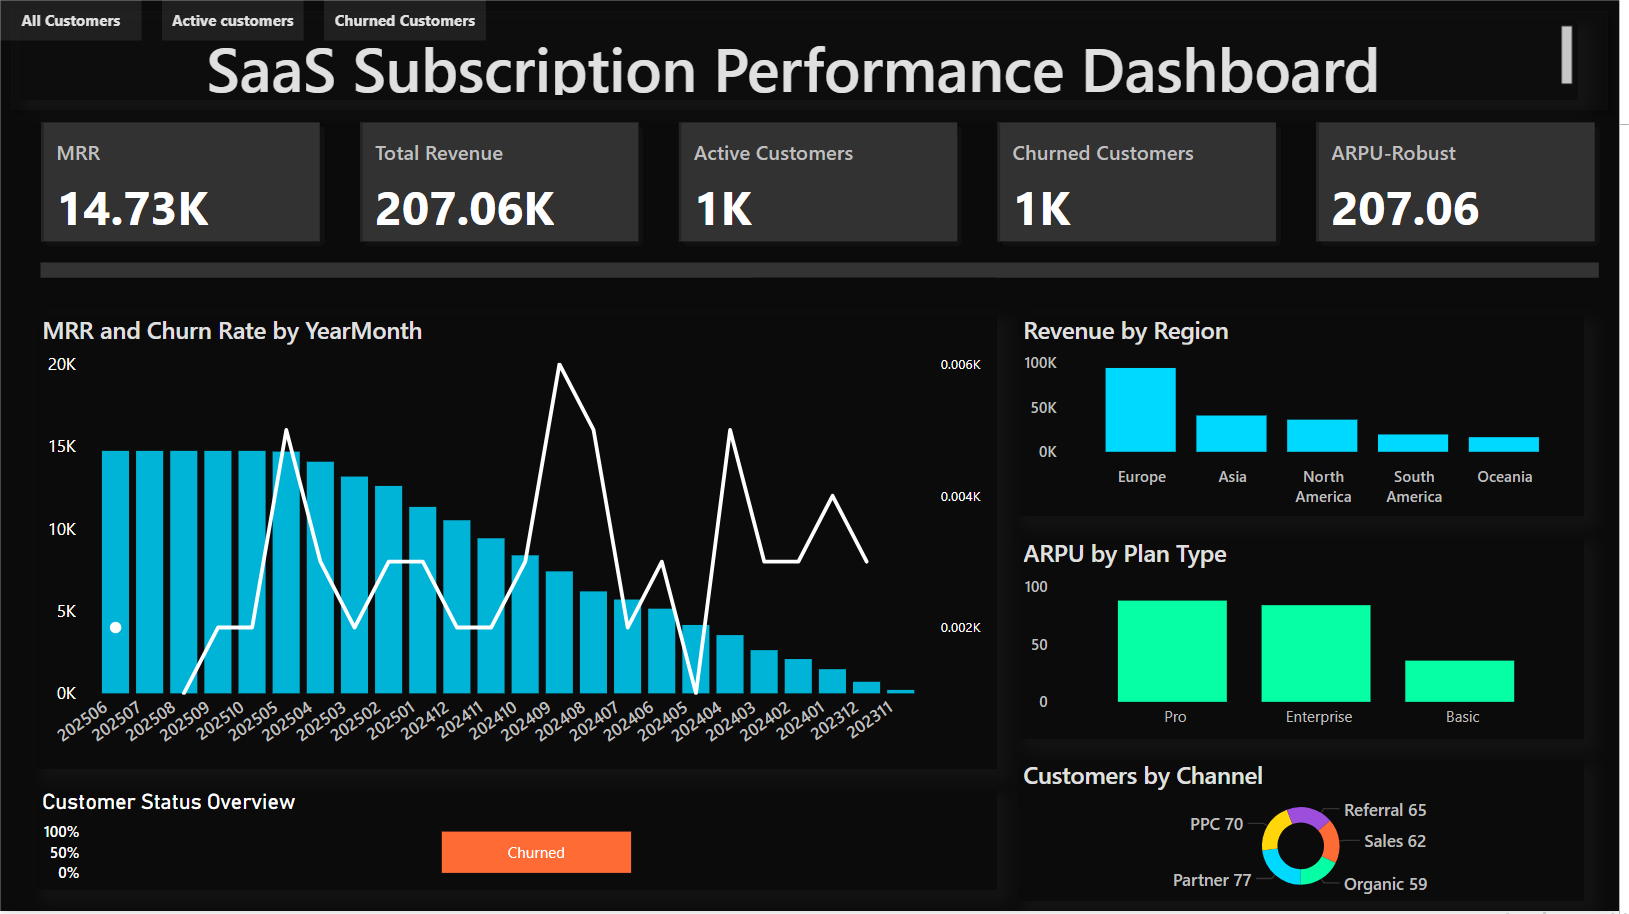 All Customers
Active customers
Churned Customers
SaaS Subscription Performance Dashboard
MRR
14.73K
Total Revenue
207.06K
Active Customers
1K
Churned Customers
1K
ARPU-Robust
207.06
MRR and Churn Rate by YearMonth
20K
15K
10K
5K
0K
0.006K
0.004K
0.002K
202506
202507
202508
202509
202510
202505
202504
202503
202502
202501
202412
202411
202410
202409
202408
202407
202406
202405
202404
202403
202402
202401
202312
202311
Customer Status Overview
100%
50%
0%
Churned
Revenue by Region
100K
50K
0K
Europe
Asia
North
America
South
America
Oceania
ARPU by Plan Type
100
50
0
Pro
Enterprise
Basic
Customers by Channel
Referral 65
PPC 70
Sales 62
Partner 77
Organic 59